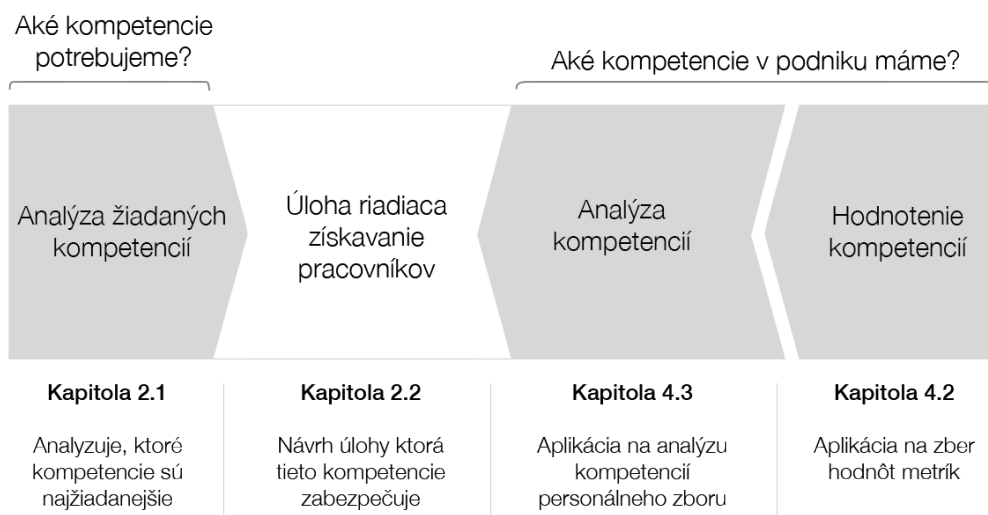 Aké kompetencie
potrebujeme?
Aké kompetencie v podniku máme?
Analýza žiadaných
kompetencií
Úloha riadiaca
získavanie
pracovníkov
Analýza
kompetencií
Hodnotenie
kompetencií
Kapitola 2.1
Analyzuje, ktoré
kompetencie sú
najžiadanejšie
Kapitola 2.2
Návrh úlohy ktorá
tieto kompetencie
zabezpečuje
Kapitola 4.3
Aplikácia na analýzu
kompetencií
personálneho zboru
Kapitola 4.2
Aplikácia na zber
hodnôt metrík